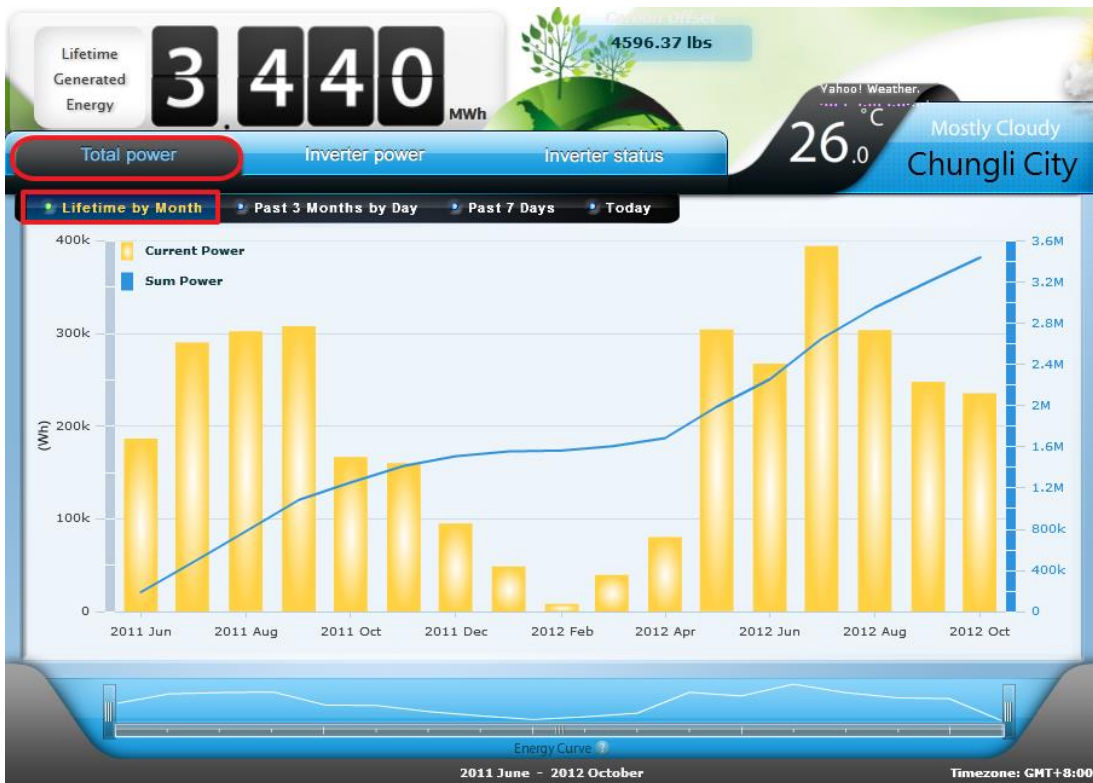 Carbon Offset
4596.37 lbs
Lifetime
Generated
Energy
3.440 MWh
Yahoo! Weather.
26.0 °C
Mostly Cloudy
Chungli City
Total power
Inverter power
Inverter status
Lifetime by Month
Past 3 Months by Day
Past 7 Days
Today
Current Power
Sum Power
(Wh)
400k
300k
200k
100k
0
3.6M
3.2M
2.8M
2.4M
2M
1.6M
1.2M
800k
400k
0
2011 Jun
2011 Aug
2011 Oct
2011 Dec
2012 Feb
2012 Apr
2012 Jun
2012 Aug
2012 Oct
Energy Curve ?
2011 June - 2012 October
Timezone: GMT+8:00